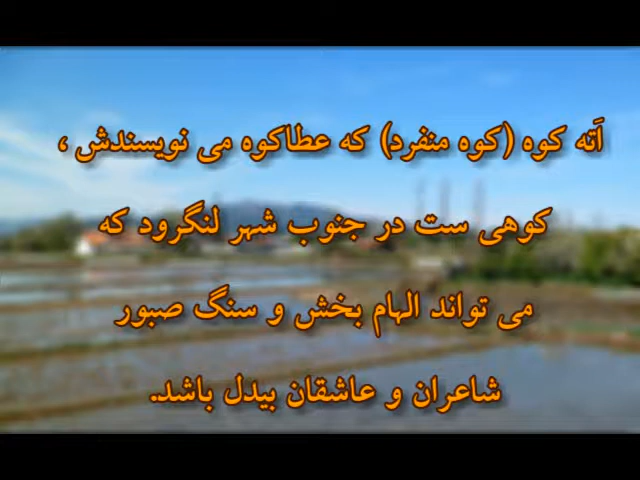 اَته کوه (کوه منفرد) که عطاکوه می نویسندش ،
کوهی ست در جنوب شهر لنگرود که
می تواند الهام بخش و سنگ صبور
شاعران و عاشقان بیدل باشد.